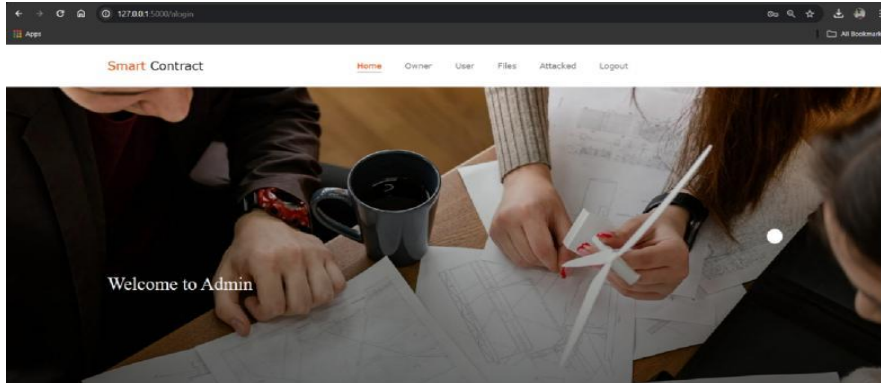 127.0.0.1:5000/alogin
Apps
All Bookmark
Smart Contract
Home Owner User Files Attacked Logout
Welcome to Admin